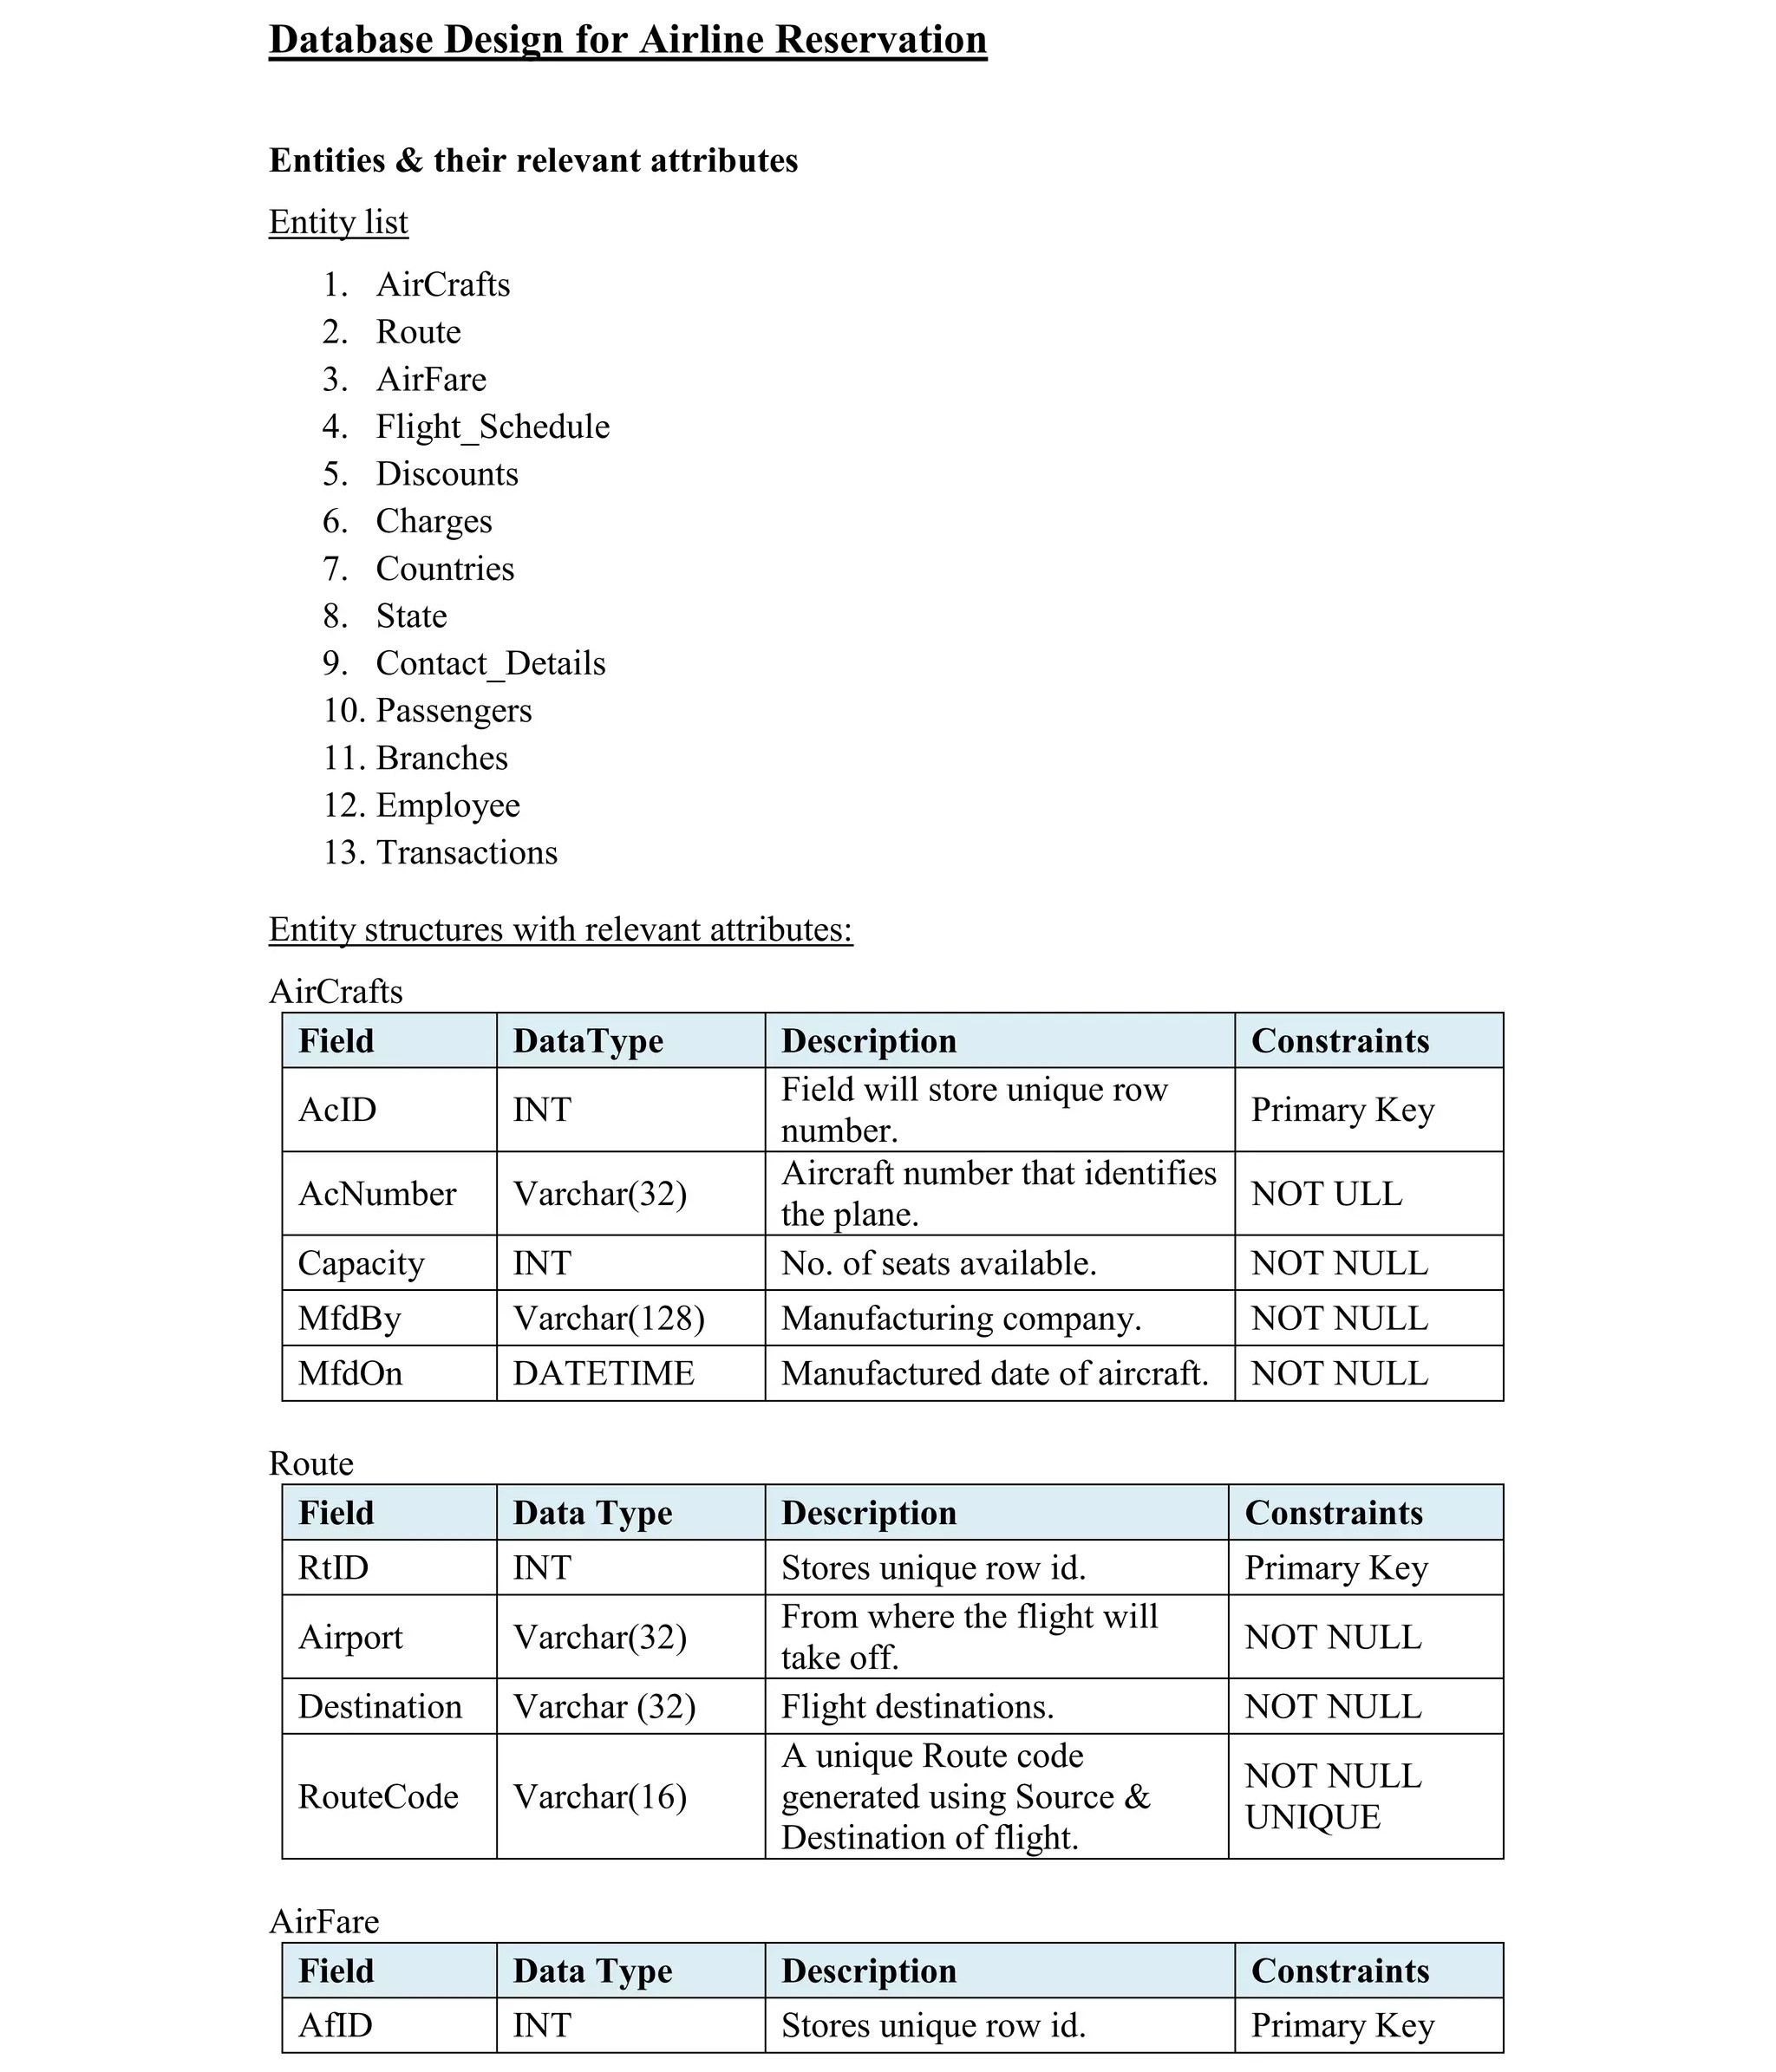 Database Design for Airline Reservation
Entities & their relevant attributes
Entity list
1. AirCrafts
2. Route
3. AirFare
4. Flight_Schedule
5. Discounts
6. Charges
7. Countries
8. State
9. Contact_Details
10. Passengers
11. Branches
12. Employee
13. Transactions
Entity structures with relevant attributes:
AirCrafts
Field DataType Description Constraints
AcID INT Field will store unique row
number. Primary Key
AcNumber Varchar(32) Aircraft number that identifies
the plane. NOT ULL
Capacity INT No. of seats available. NOT NULL
MfdBy Varchar(128) Manufacturing company. NOT NULL
MfdOn DATETIME Manufactured date of aircraft. NOT NULL
Route
Field Data Type Description Constraints
RtID INT Stores unique row id. Primary Key
Airport Varchar(32) From where the flight will
take off. NOT NULL
Destination Varchar (32) Flight destinations. NOT NULL
RouteCode Varchar(16) A unique Route code
generated using Source &
Destination of flight. NOT NULL
UNIQUE
AirFare
Field Data Type Description Constraints
AfID INT Stores unique row id. Primary Key